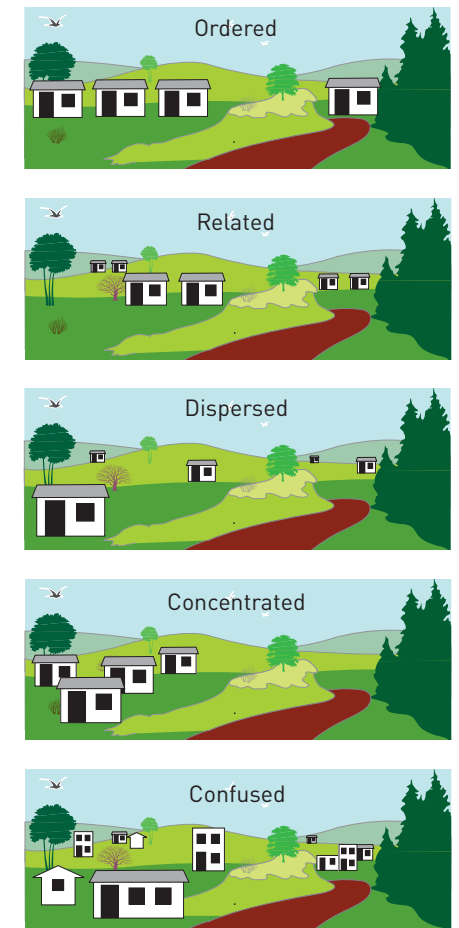 Ordered
Related
Dispersed
Concentrated
Confused